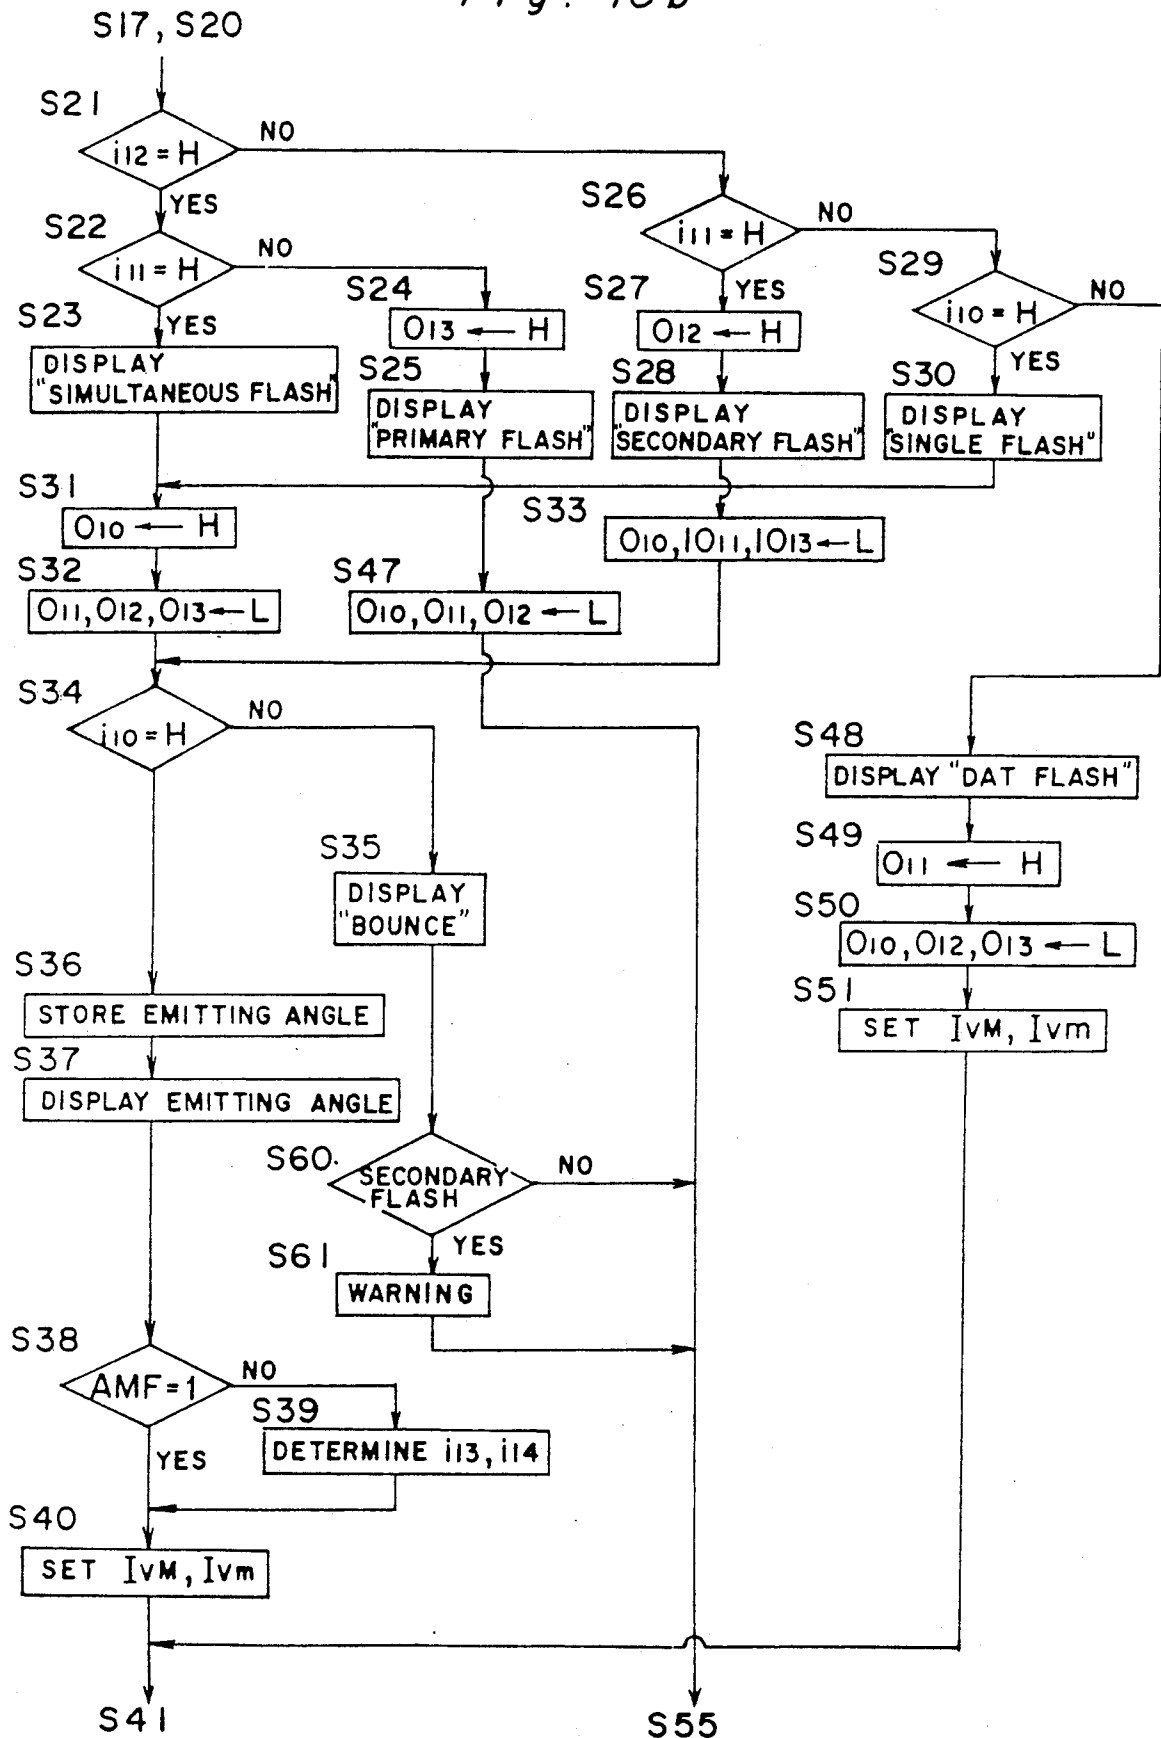 Fig. 10b
S17, S20
S21
i12 = H
NO
YES
S22
i11 = H
NO
YES
S23
DISPLAY
"SIMULTANEOUS FLASH"
S24
O13 ← H
S25
DISPLAY
"PRIMARY FLASH"
S26
i11 = H
NO
YES
S27
O12 ← H
S28
DISPLAY
"SECONDARY FLASH"
S29
i10 = H
NO
YES
S30
DISPLAY
"SINGLE FLASH"
S31
O10 ← H
S32
O11, O12, O13 ← L
S47
O10, O11, O12 ← L
S33
O10, IO11, IO13 ← L
S34
i10 = H
NO
S35
DISPLAY
"BOUNCE"
S48
DISPLAY "DAT FLASH"
S49
O11 ← H
S50
O10, O12, O13 ← L
S51
SET IvM, Ivm
S36
STORE EMITTING ANGLE
S37
DISPLAY EMITTING ANGLE
S60
SECONDARY
FLASH
NO
YES
S61
WARNING
S38
AMF = 1
NO
YES
S39
DETERMINE i13, i14
S40
SET IvM, Ivm
S41
S55